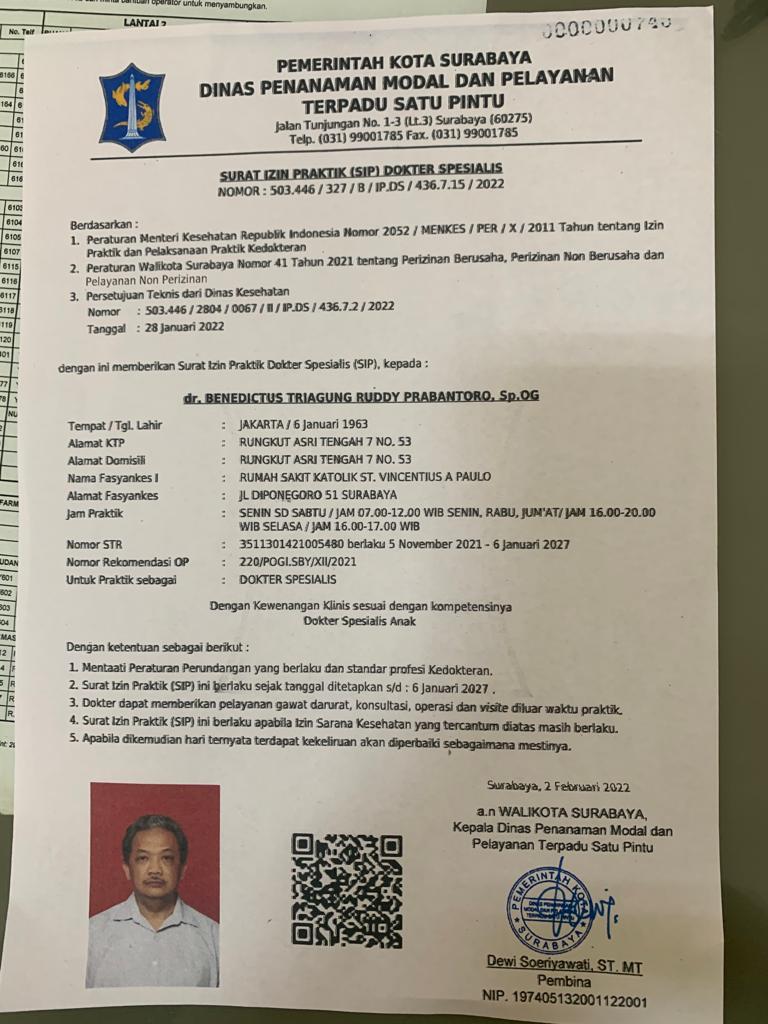 operator untuk menyambungkan.
No. Telf
LANTAI 2
0000000740
PEMERINTAH KOTA SURABAYA
DINAS PENANAMAN MODAL DAN PELAYANAN
TERPADU SATU PINTU
Jalan Tunjungan No. 1-3 (Lt.3) Surabaya (60275)
Telp. (031) 99001785 Fax. (031) 99001785
SURAT IZIN PRAKTIK (SIP) DOKTER SPESIALIS
NOMOR : 503.446 / 327 / B / IP.DS / 436.7.15 / 2022
Berdasarkan :
1. Peraturan Menteri Kesehatan Republik Indonesia Nomor 2052 / MENKES / PER / X / 2011 Tahun tentang Izin
Praktik dan Pelaksanaan Praktik Kedokteran
2. Peraturan Walikota Surabaya Nomor 41 Tahun 2021 tentang Perizinan Berusaha, Perizinan Non Berusaha dan
Pelayanan Non Perizinan
3. Persetujuan Teknis dari Dinas Kesehatan
Nomor : 503.446 / 2804 / 0067 / II / IP.DS / 436.7.2 / 2022
Tanggal : 28 Januari 2022
dengan ini memberikan Surat Izin Praktik Dokter Spesialis (SIP), kepada :
dr. BENEDICTUS TRIAGUNG RUDDY PRABANTORO, Sp.OG
Tempat / Tgl. Lahir : JAKARTA / 6 Januari 1963
Alamat KTP : RUNGKUT ASRI TENGAH 7 NO. 53
Alamat Domisili : RUNGKUT ASRI TENGAH 7 NO. 53
Nama Fasyankes I : RUMAH SAKIT KATOLIK ST. VINCENTIUS A PAULO
Alamat Fasyankes : JL DIPONEGORO 51 SURABAYA
Jam Praktik : SENIN SD SABTU / JAM 07.00-12.00 WIB SENIN, RABU, JUM'AT/ JAM 16.00-20.00
WIB SELASA / JAM 16.00-17.00 WIB
Nomor STR : 3511301421005480 berlaku 5 November 2021 - 6 Januari 2027
Nomor Rekomendasi OP : 220/POGI.SBY/XII/2021
Untuk Praktik sebagai : DOKTER SPESIALIS
Dengan Kewenangan Klinis sesuai dengan kompetensinya
Dokter Spesialis Anak
Dengan ketentuan sebagai berikut :
1. Mentaati Peraturan Perundangan yang berlaku dan standar profesi Kedokteran.
2. Surat Izin Praktik (SIP) ini berlaku sejak tanggal ditetapkan s/d : 6 Januari 2027 .
3. Dokter dapat memberikan pelayanan gawat darurat, konsultasi, operasi dan visite diluar waktu praktik.
4. Surat Izin Praktik (SIP) ini berlaku apabila Izin Sarana Kesehatan yang tercantum diatas masih berlaku.
5. Apabila dikemudian hari ternyata terdapat kekeliruan akan diperbaiki sebagaimana mestinya.
Surabaya, 2 Februari 2022
a.n WALIKOTA SURABAYA,
Kepala Dinas Penanaman Modal dan
Pelayanan Terpadu Satu Pintu
PEMERINTAH KOTA
SURABAYA
Dewi Soeriyawati, ST. MT
Pembina
NIP. 197405132001122001